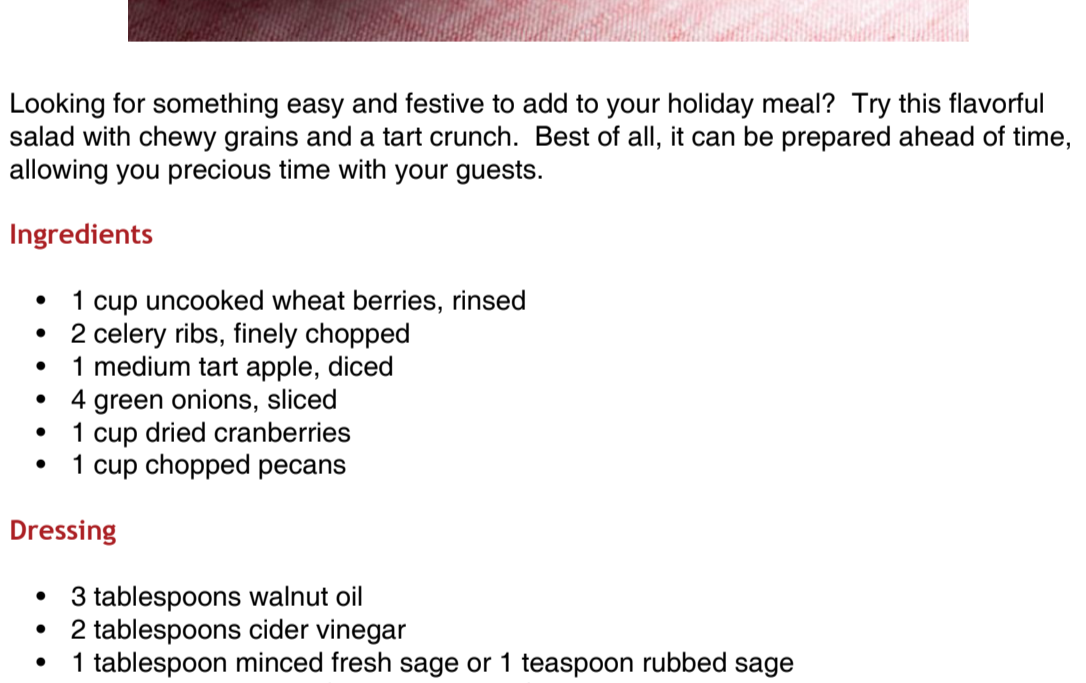 Looking for something easy and festive to add to your holiday meal?  Try this flavorful
salad with chewy grains and a tart crunch.  Best of all, it can be prepared ahead of time,
allowing you precious time with your guests.
Ingredients
• 1 cup uncooked wheat berries, rinsed
• 2 celery ribs, finely chopped
• 1 medium tart apple, diced
• 4 green onions, sliced
• 1 cup dried cranberries
• 1 cup chopped pecans
Dressing
• 3 tablespoons walnut oil
• 2 tablespoons cider vinegar
• 1 tablespoon minced fresh sage or 1 teaspoon rubbed sage